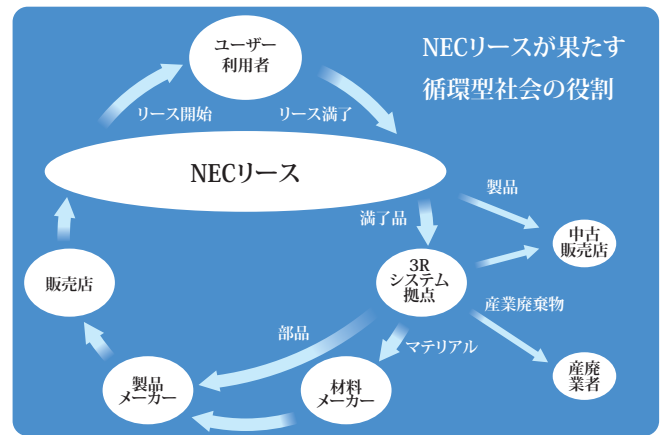 NECリースが果たす
循環型社会の役割
ユーザー
利用者
リース開始
リース満了
NECリース
製品
満了品
中古
販売店
3R
システム
拠点
販売店
産業廃棄物
部品
マテリアル
製品
メーカー
材料
メーカー
産廃
業者